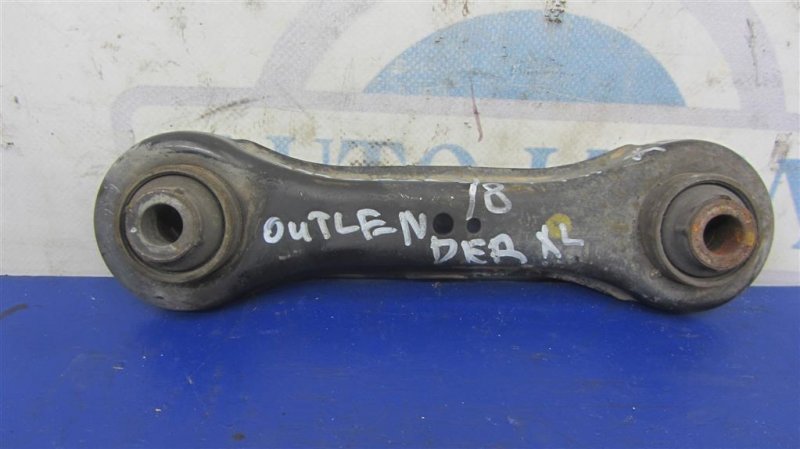 18
OUTLEN
DER XL